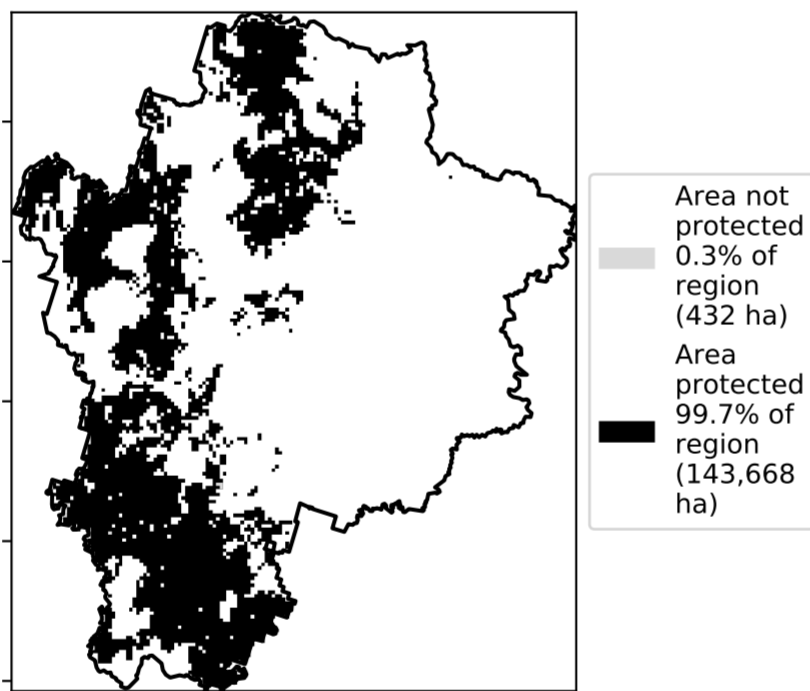 Area not
protected
0.3% of
region
(432 ha)
Area
protected
99.7% of
region
(143,668
ha)